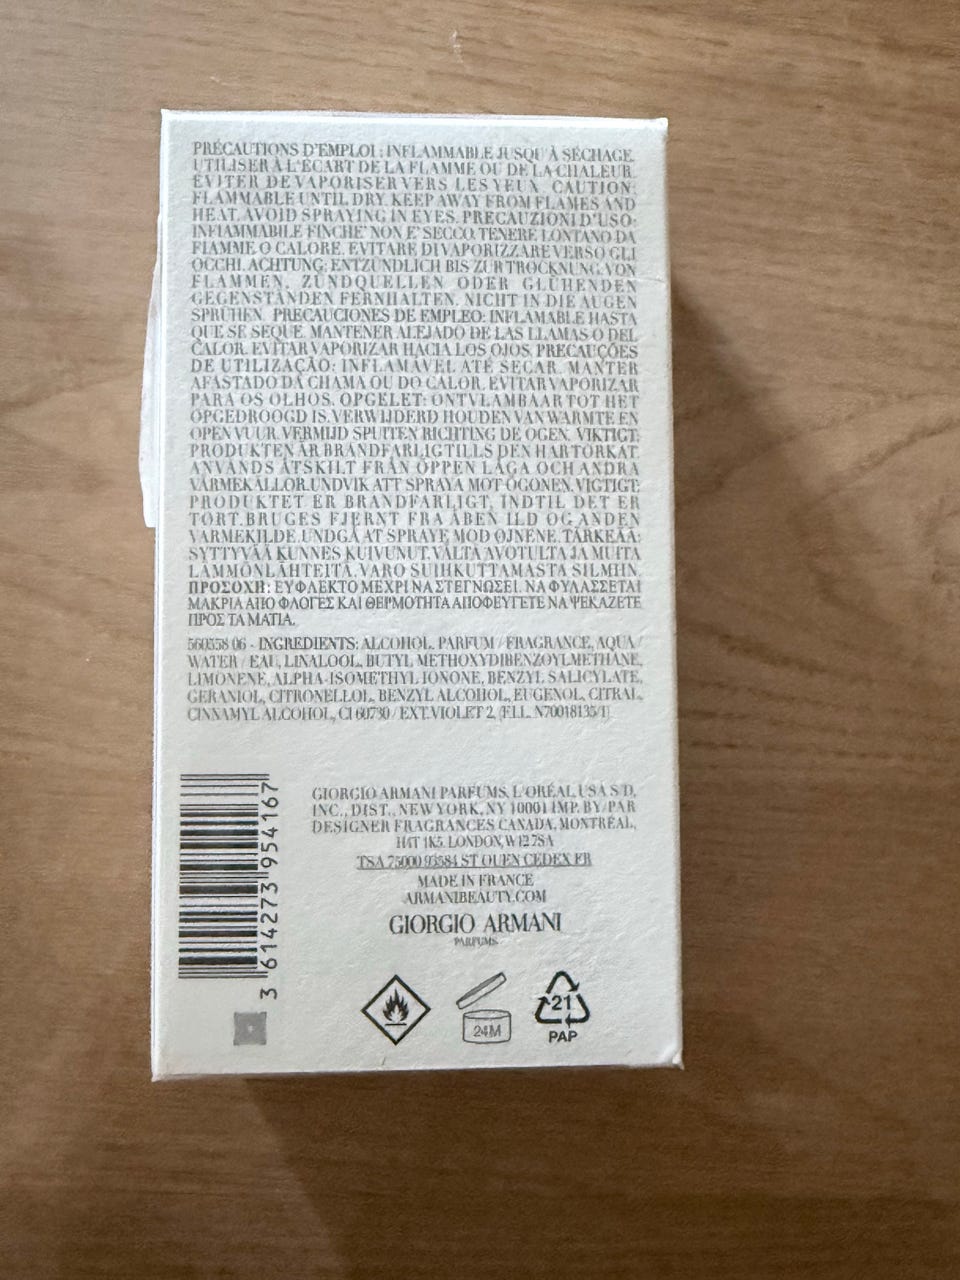 PRÉCAUTIONS D'EMPLOI : INFLAMMABLE JUSQU'À SÉCHAGE.
UTILISER À L'ÉCART DE LA FLAMME OU DE LA CHALEUR.
ÉVITER DE VAPORISER VERS LES YEUX. CAUTION:
FLAMMABLE UNTIL DRY. KEEP AWAY FROM FLAMES AND
HEAT. AVOID SPRAYING IN EYES. PRECAUZIONI D'USO:
INFIAMMABILE FINCHE' NON E' SECCO. TENERE LONTANO DA
FIAMME O CALORE. EVITARE DI VAPORIZZARE VERSO GLI
OCCHI. ACHTUNG: ENTZÜNDLICH BIS ZUR TROCKNUNG. VON
FLAMMEN, ZÜNDQUELLEN ODER GLÜHENDEN
GEGENSTÄNDEN FERNHALTEN. NICHT IN DIE AUGEN
SPRÜHEN. PRECAUCIONES DE EMPLEO: INFLAMABLE HASTA
QUE SE SEQUE. MANTENER ALEJADO DE LAS LLAMAS O DEL
CALOR. EVITAR VAPORIZAR HACIA LOS OJOS. PRECAUÇÕES
DE UTILIZAÇÃO: INFLAMÁVEL ATÉ SECAR. MANTER
AFASTADO DA CHAMA OU DO CALOR. EVITAR VAPORIZAR
PARA OS OLHOS. OPGELET: ONTVLAMBAAR TOT HET
OPGEDROOGD IS. VERWIJDERD HOUDEN VAN WARMTE EN
OPEN VUUR. VERMIJD SPUITEN RICHTING DE OGEN. VIKTIGT:
PRODUKTEN ÄR BRANDFARLIG TILLS DEN HAR TORKAT.
ANVÄNDS ÅTSKILT FRÅN ÖPPEN LÅGA OCH ANDRA
VÄRMEKÄLLOR. UNDVIK ATT SPRAYA MOT ÖGONEN. VIGTIGT:
PRODUKTET ER BRANDFARLIGT, INDTIL DET ER
TØRT. BRUGES FJERNT FRA ÅBEN ILD OG ANDEN
VARMEKILDE. UNDGÅ AT SPRAYE MOD ØJNENE. TÄRKEÄÄ:
SYTTYVÄÄ KUNNES KUIVUNUT. VÄLTÄ AVOTULTA JA MUITA
LÄMMÖNLÄHTEITÄ. VARO SUIHKUTTAMASTA SILMIIN.
ΠΡΟΣΟΧΗ: ΕΥΦΛΕΚΤΟ ΜΕΧΡΙ ΝΑ ΣΤΕΓΝΩΣΕΙ. ΝΑ ΦΥΛΑΣΣΕΤΑΙ
ΜΑΚΡΙΑ ΑΠΟ ΦΛΟΓΕΣ ΚΑΙ ΘΕΡΜΟΤΗΤΑ ΑΠΟΦΕΥΓΕΤΕ ΝΑ ΨΕΚΑΖΕΤΕ
ΠΡΟΣ ΤΑ ΜΑΤΙΑ.
560558 06 - INGREDIENTS: ALCOHOL, PARFUM / FRAGRANCE, AQUA /
WATER / EAU, LINALOOL, BUTYL METHOXYDIBENZOYLMETHANE,
LIMONENE, ALPHA-ISOMETHYL IONONE, BENZYL SALICYLATE,
GERANIOL, CITRONELLOL, BENZYL ALCOHOL, EUGENOL, CITRAL,
CINNAMYL ALCOHOL, CI 60730 / EXT. VIOLET 2, (F.I.L. N70018135/1)
GIORGIO ARMANI PARFUMS, L'ORÉAL USA S/D,
INC., DIST., NEW YORK, NY 10001 IMP. BY/PAR
DESIGNER FRAGRANCES CANADA, MONTRÉAL,
H4T 1K5. LONDON, W12 7SA
TSA 75000 93584 ST OUEN CEDEX FR
MADE IN FRANCE
ARMANIBEAUTY.COM
GIORGIO ARMANI
PARFUMS
3 614273 954167
24M
21
PAP